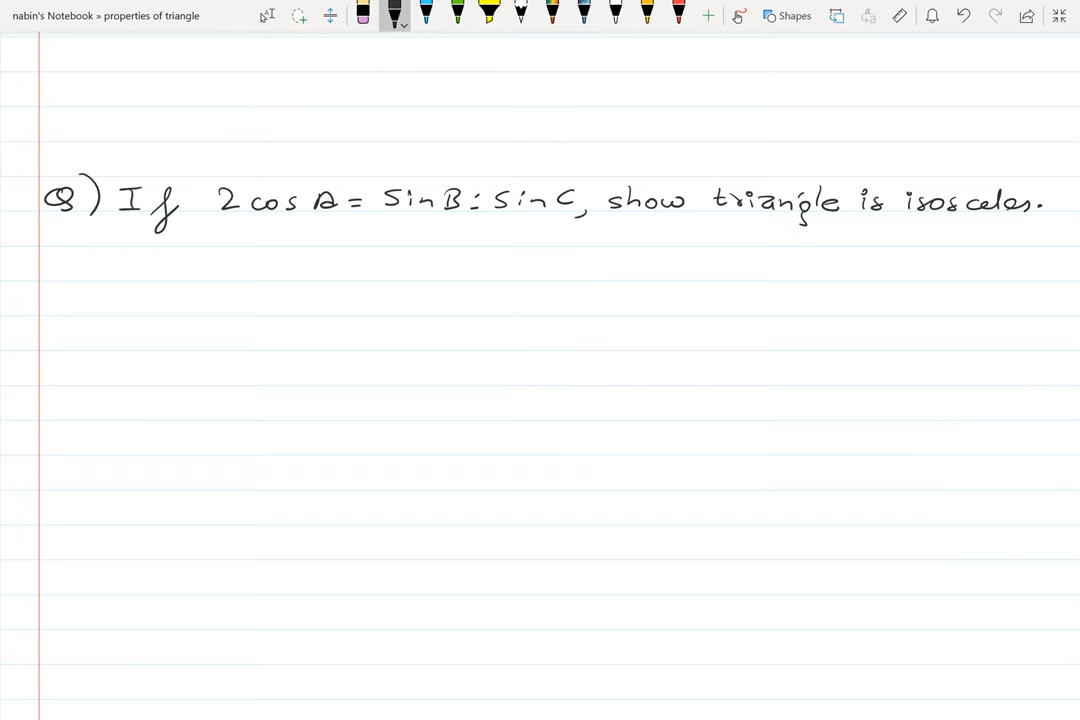 nabin's Notebook » properties of triangle
Shapes
Q) If 2 cos A = sin B : sin C, show triangle is isosceles.